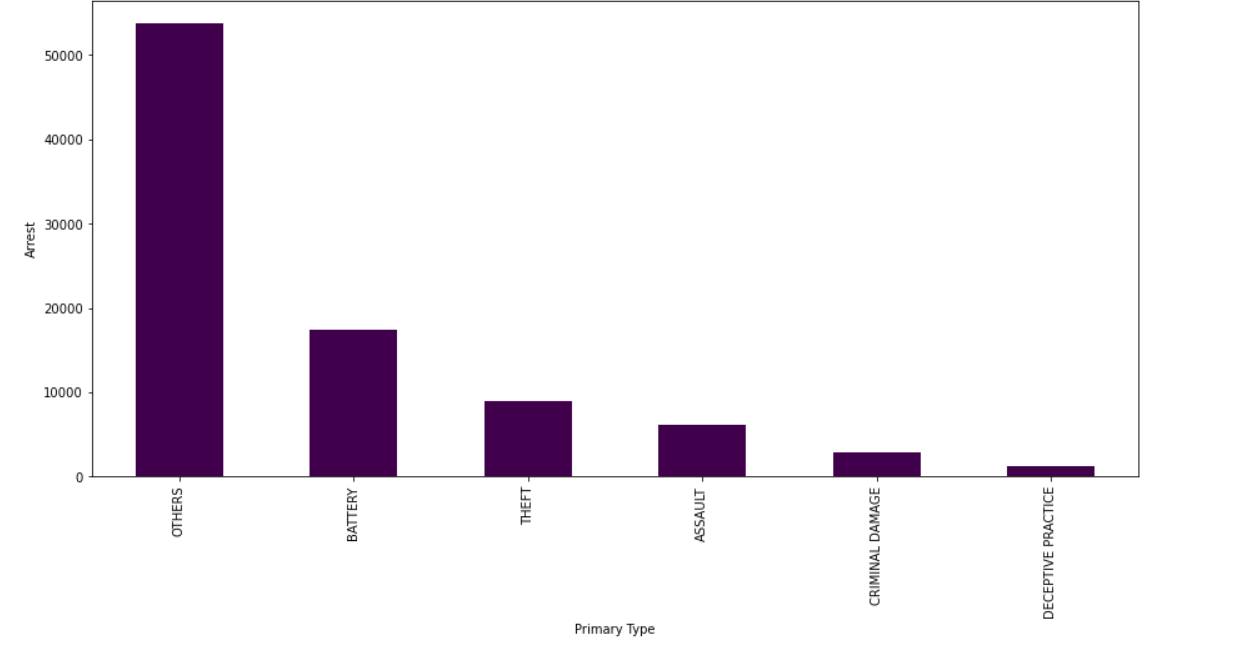 50000
40000
30000
20000
10000
0
Arrest
OTHERS
BATTERY
THEFT
ASSAULT
CRIMINAL DAMAGE
DECEPTIVE PRACTICE
Primary Type